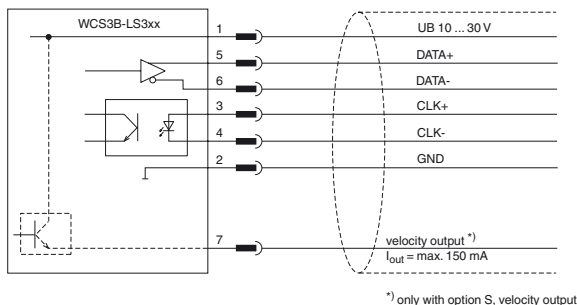 WCS3B-LS3xx
1 UB 10 ... 30 V
5 DATA+
6 DATA-
3 CLK+
4 CLK-
2 GND
7 velocity output *)
Iout = max. 150 mA
*) only with option S, velocity output